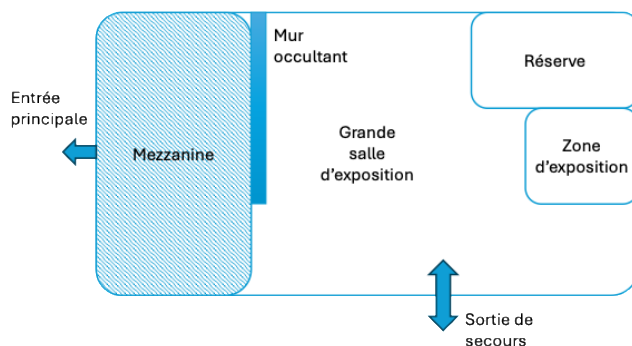 Mur
occultant
Réserve
Entrée
principale
Mezzanine
Grande
salle
d'exposition
Zone
d'exposition
Sortie de
secours